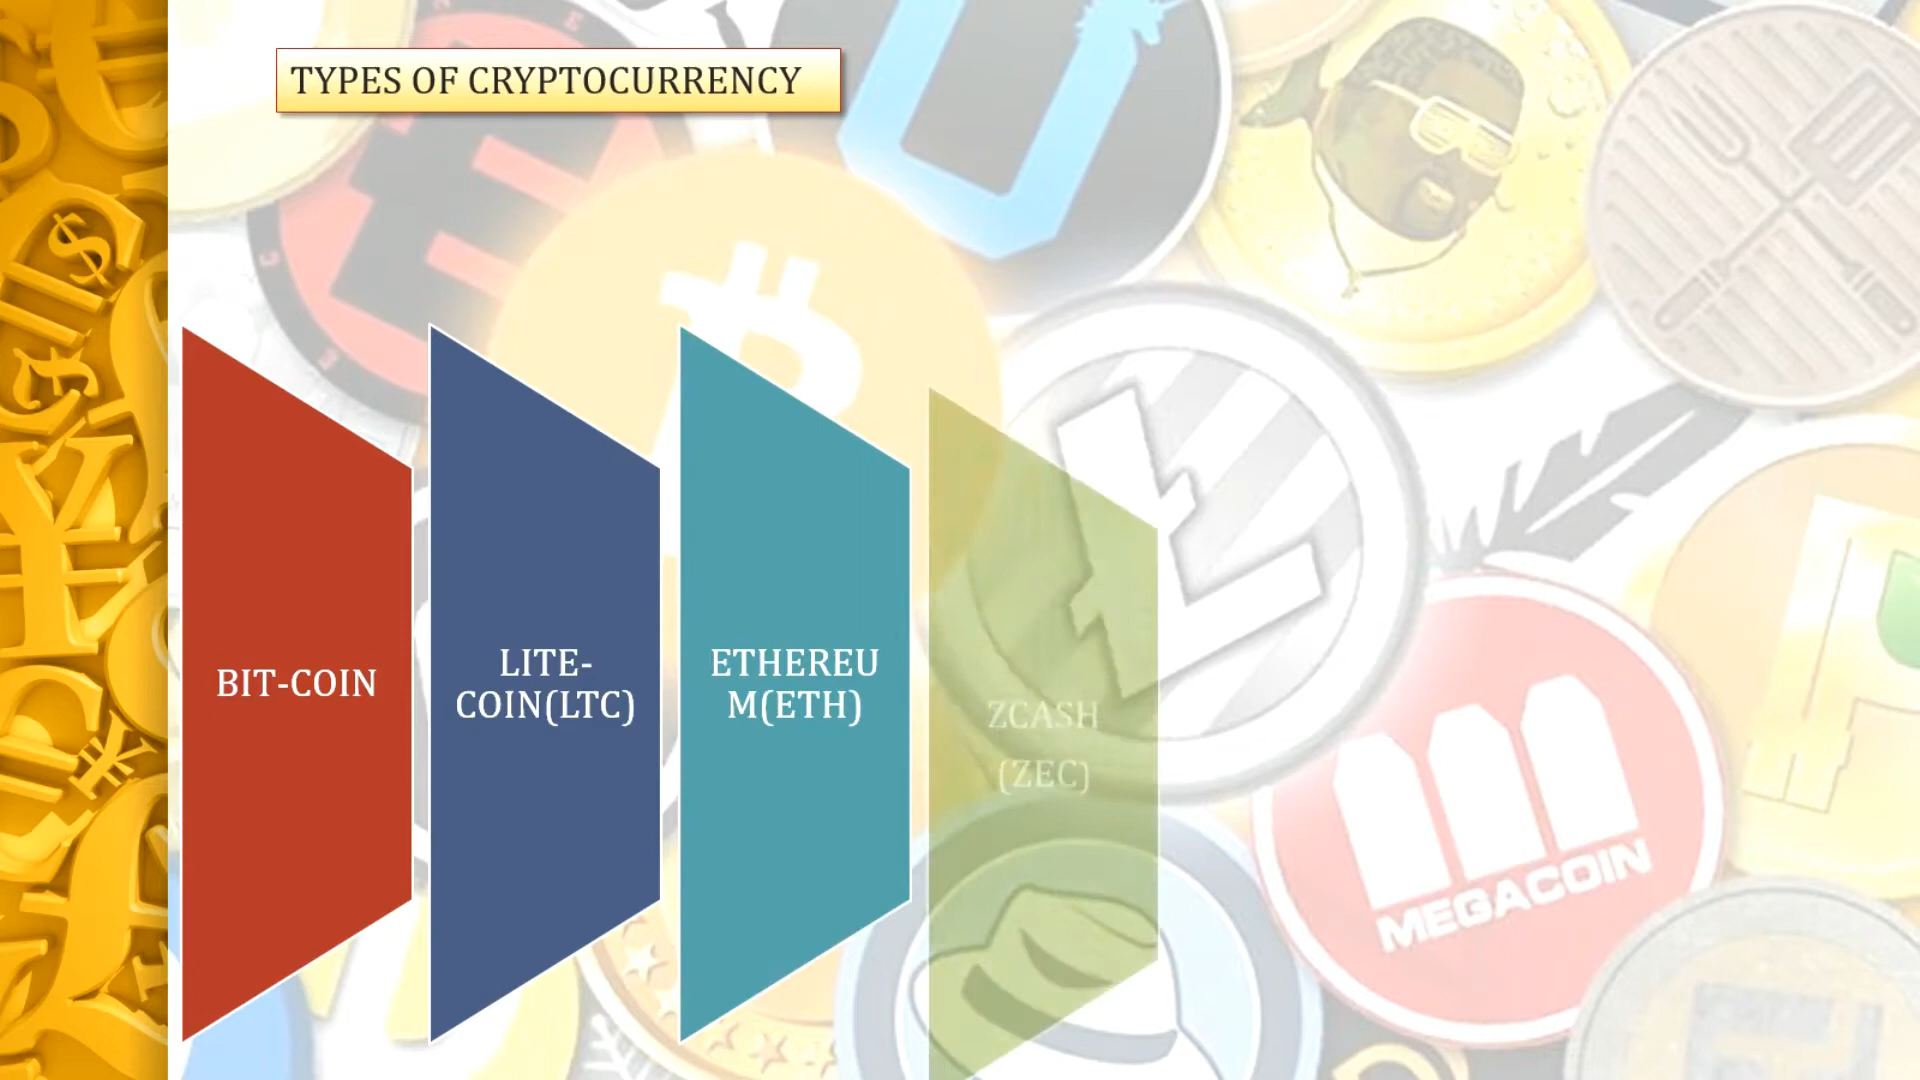 TYPES OF CRYPTOCURRENCY
BIT-COIN
LITE-
COIN(LTC)
ETHEREU
M(ETH)
ZCASH
(ZEC)
MEGACOIN